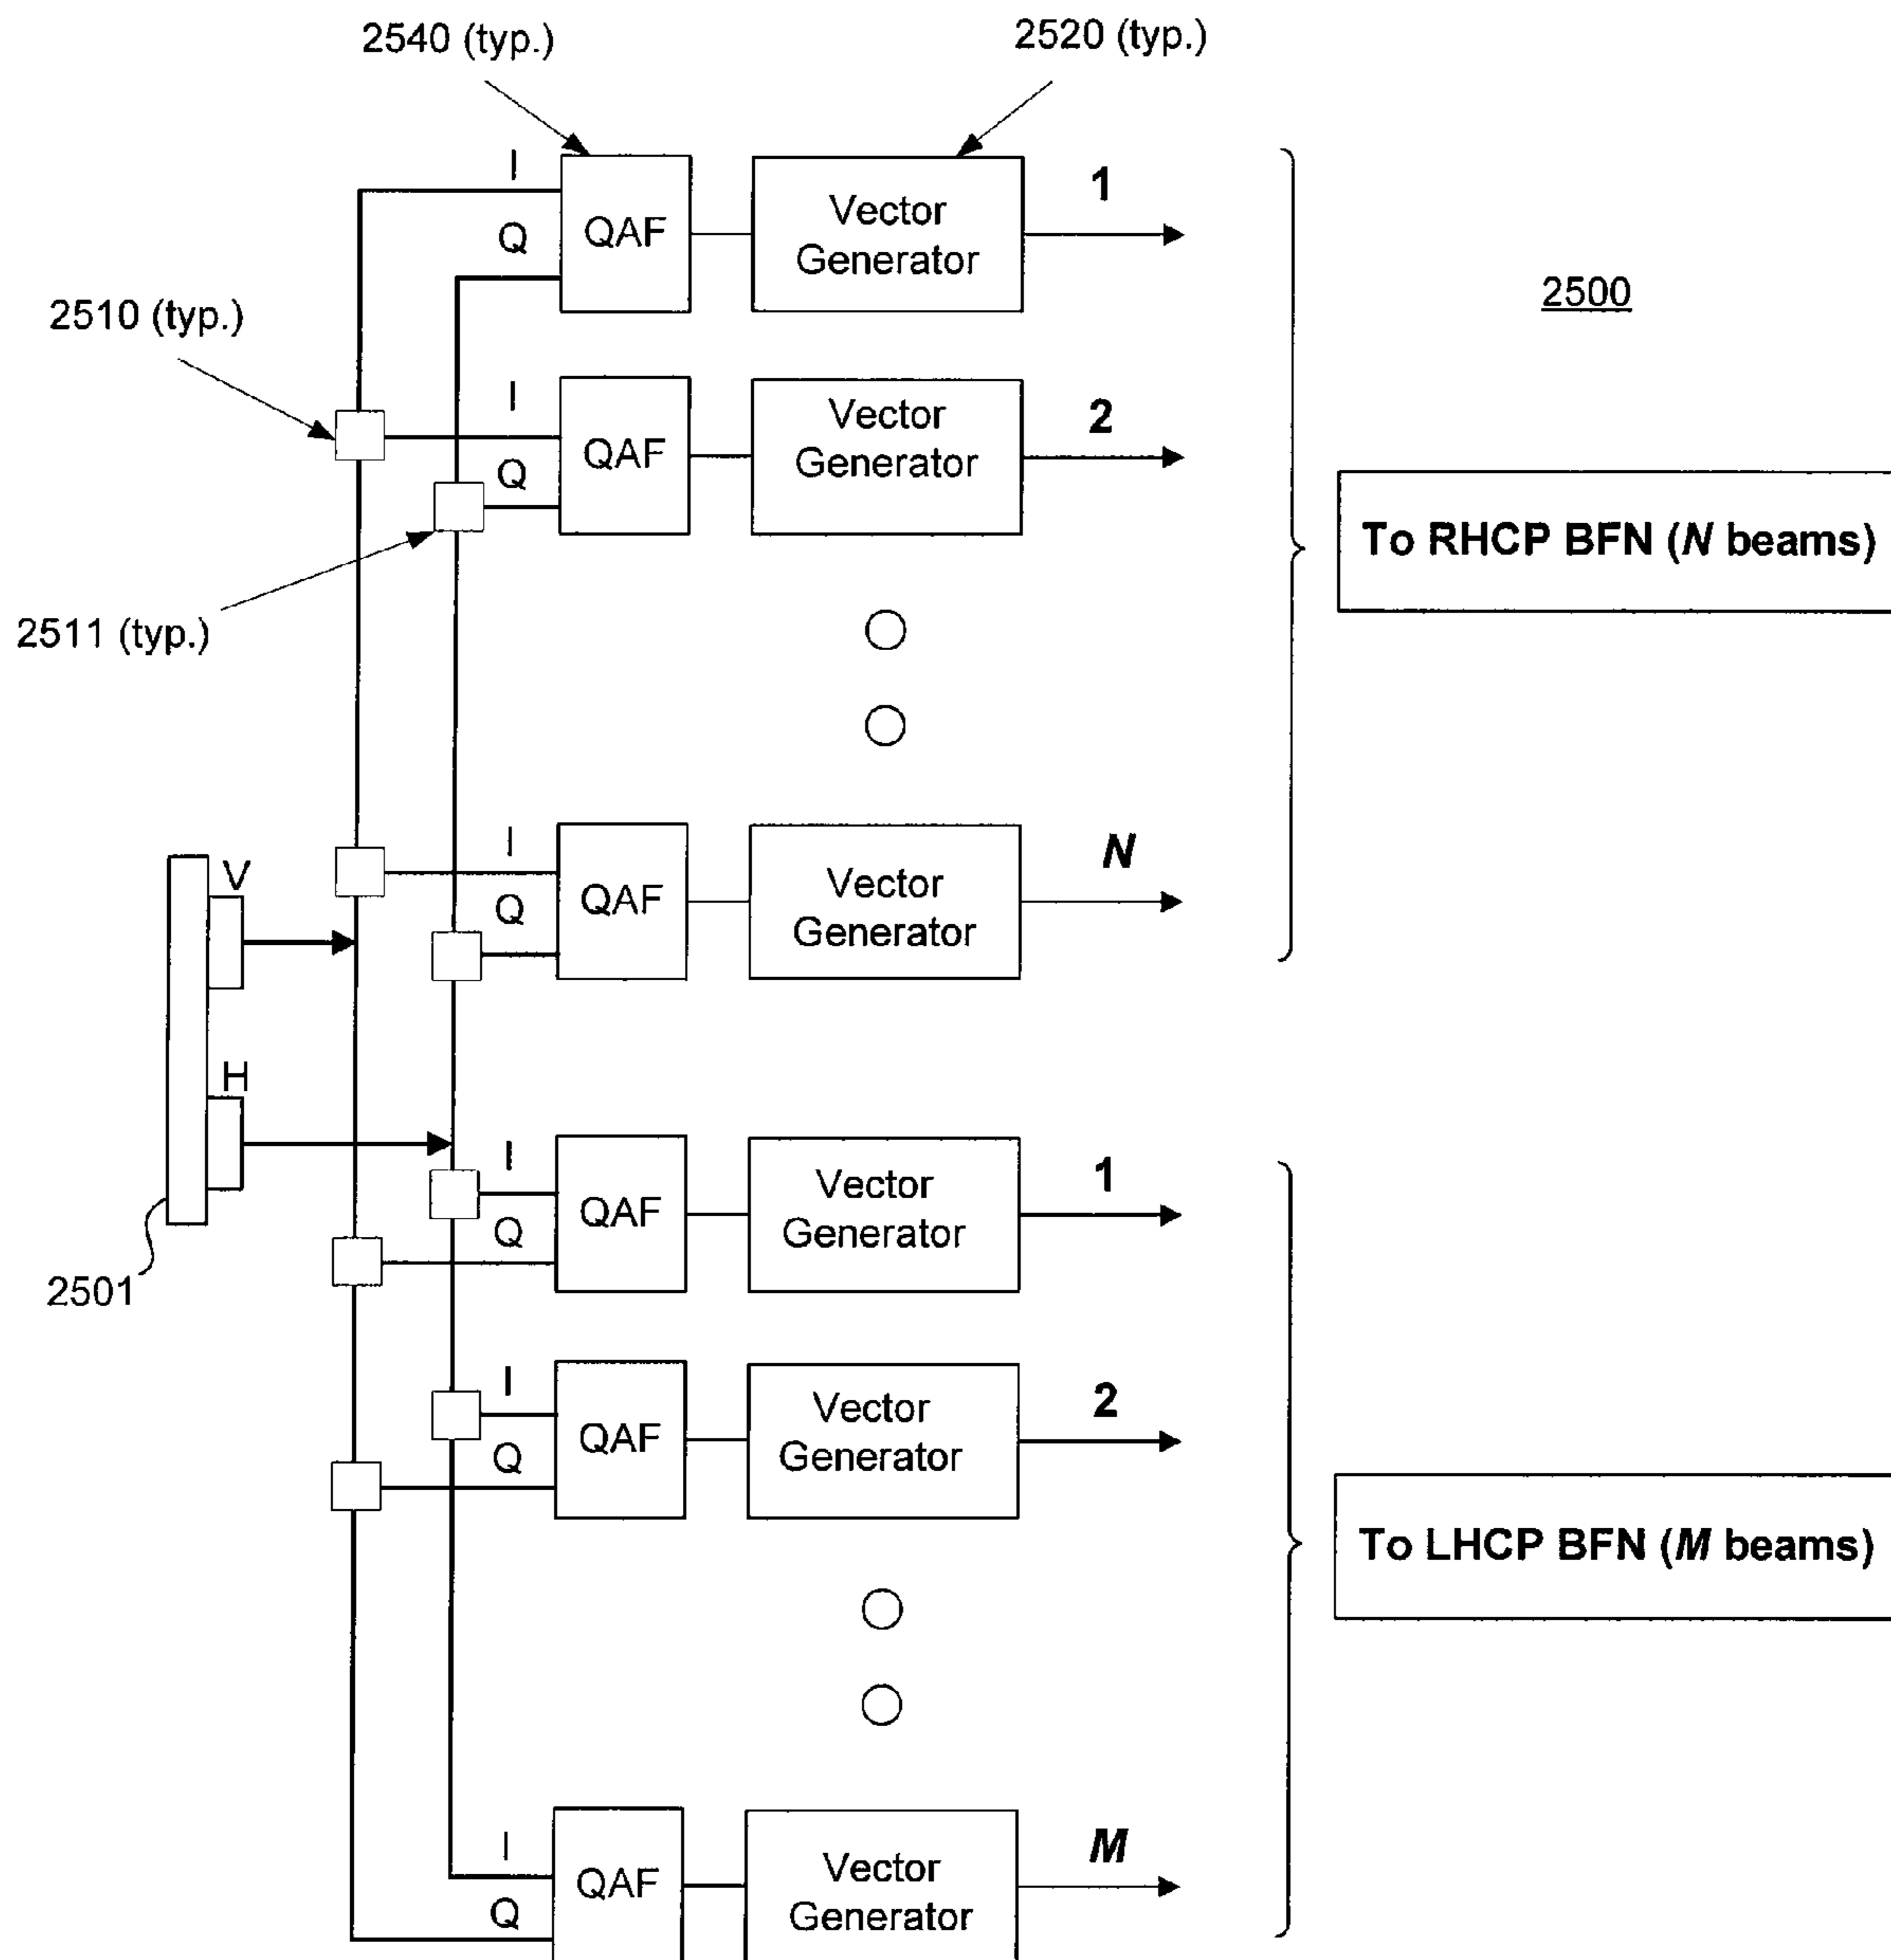 2540 (typ.)
2520 (typ.)
I
Q
QAF
Vector
Generator
1
2500
2510 (typ.)
I
Q
QAF
Vector
Generator
2
To RHCP BFN (N beams)
2511 (typ.)
I
Q
QAF
Vector
Generator
N
V
H
2501
I
Q
QAF
Vector
Generator
1
I
Q
QAF
Vector
Generator
2
To LHCP BFN (M beams)
I
Q
QAF
Vector
Generator
M